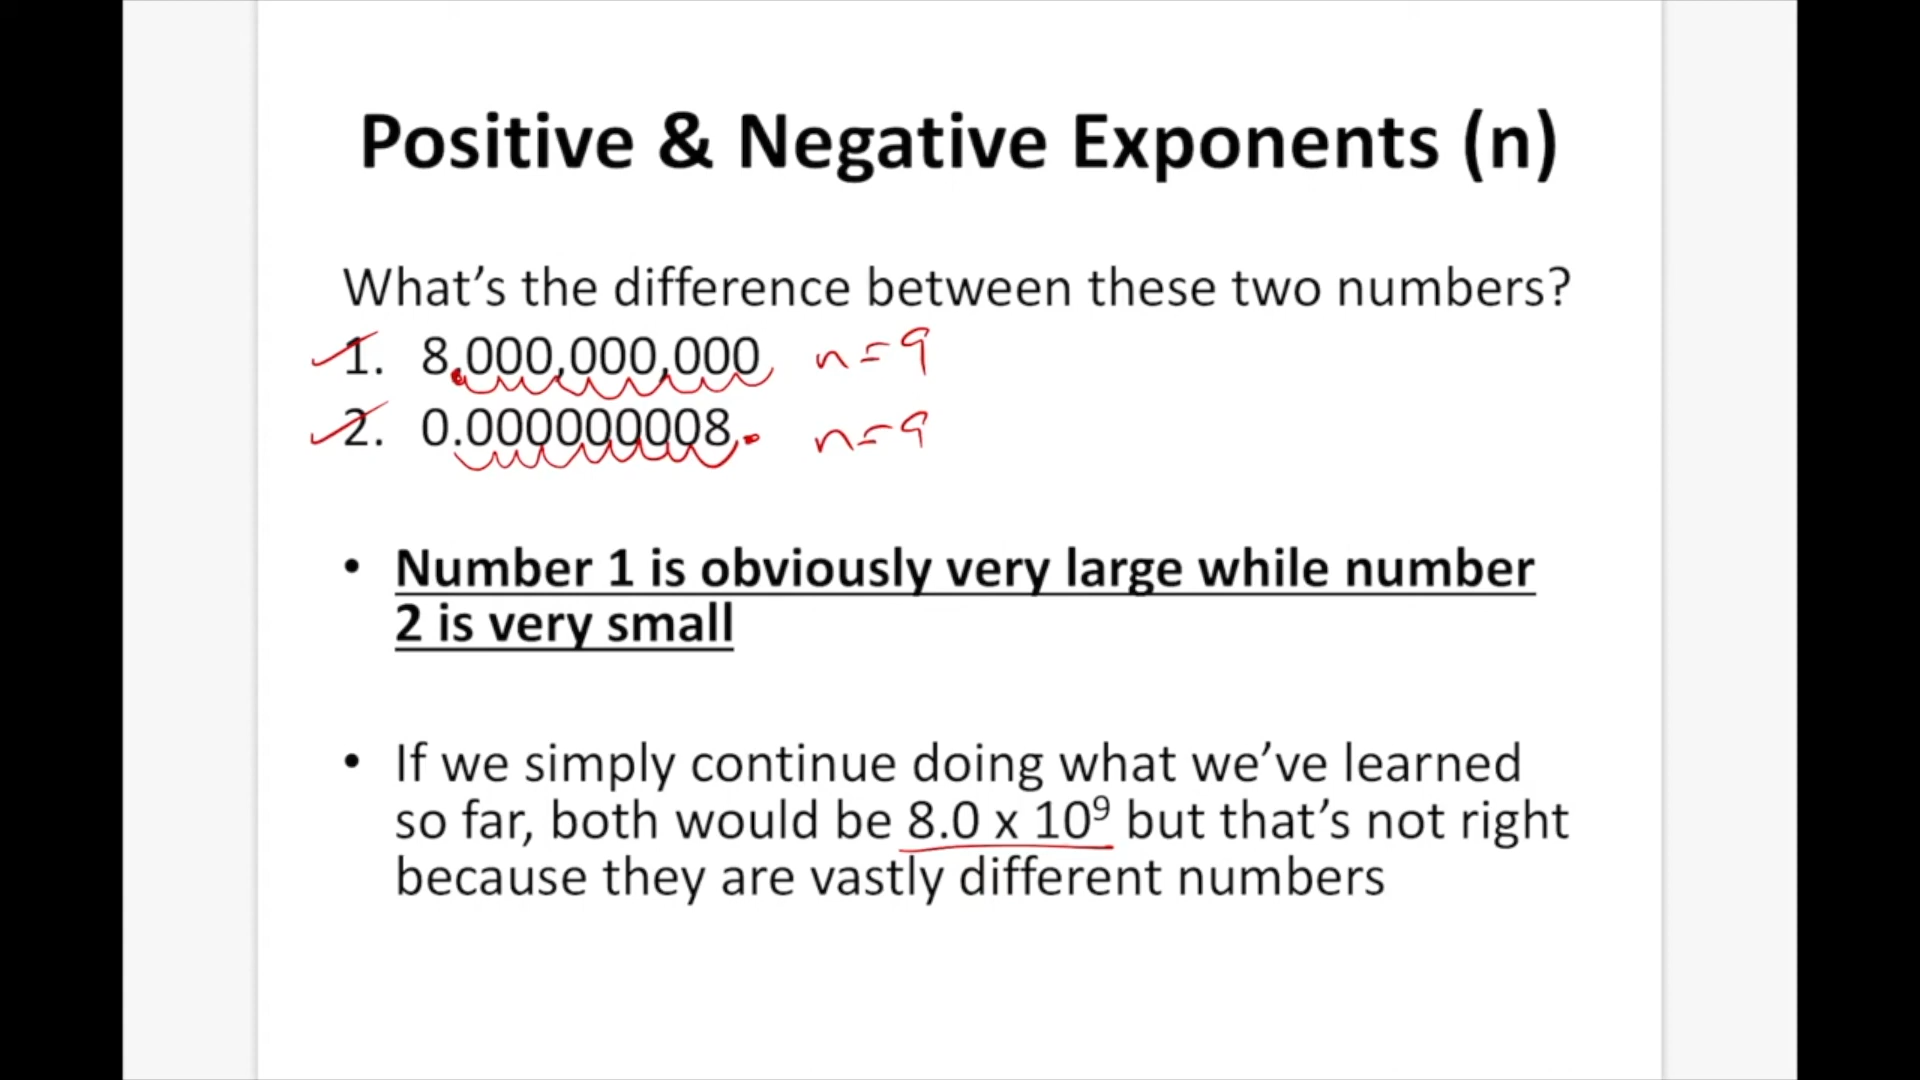 Positive & Negative Exponents (n)
What's the difference between these two numbers?
1. 8,000,000,000 n=9
2. 0.000000008. n=9
• Number 1 is obviously very large while number
2 is very small
• If we simply continue doing what we've learned
so far, both would be 8.0 x 10⁹ but that's not right
because they are vastly different numbers